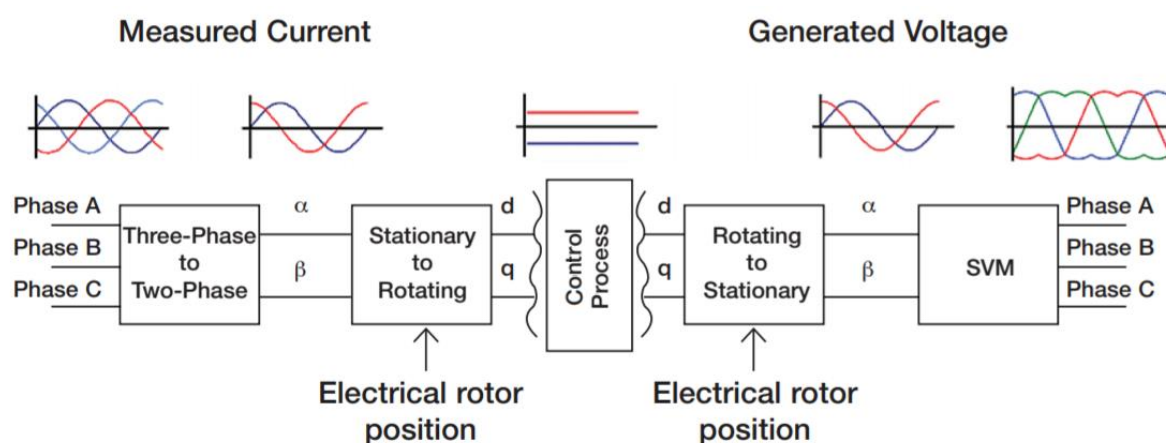 Measured Current
Generated Voltage
Phase A
Phase B
Phase C
Three-Phase
to
Two-Phase
α
β
Stationary
to
Rotating
d
q
Control
Process
d
q
Rotating
to
Stationary
α
β
SVM
Phase A
Phase B
Phase C
Electrical rotor
position
Electrical rotor
position